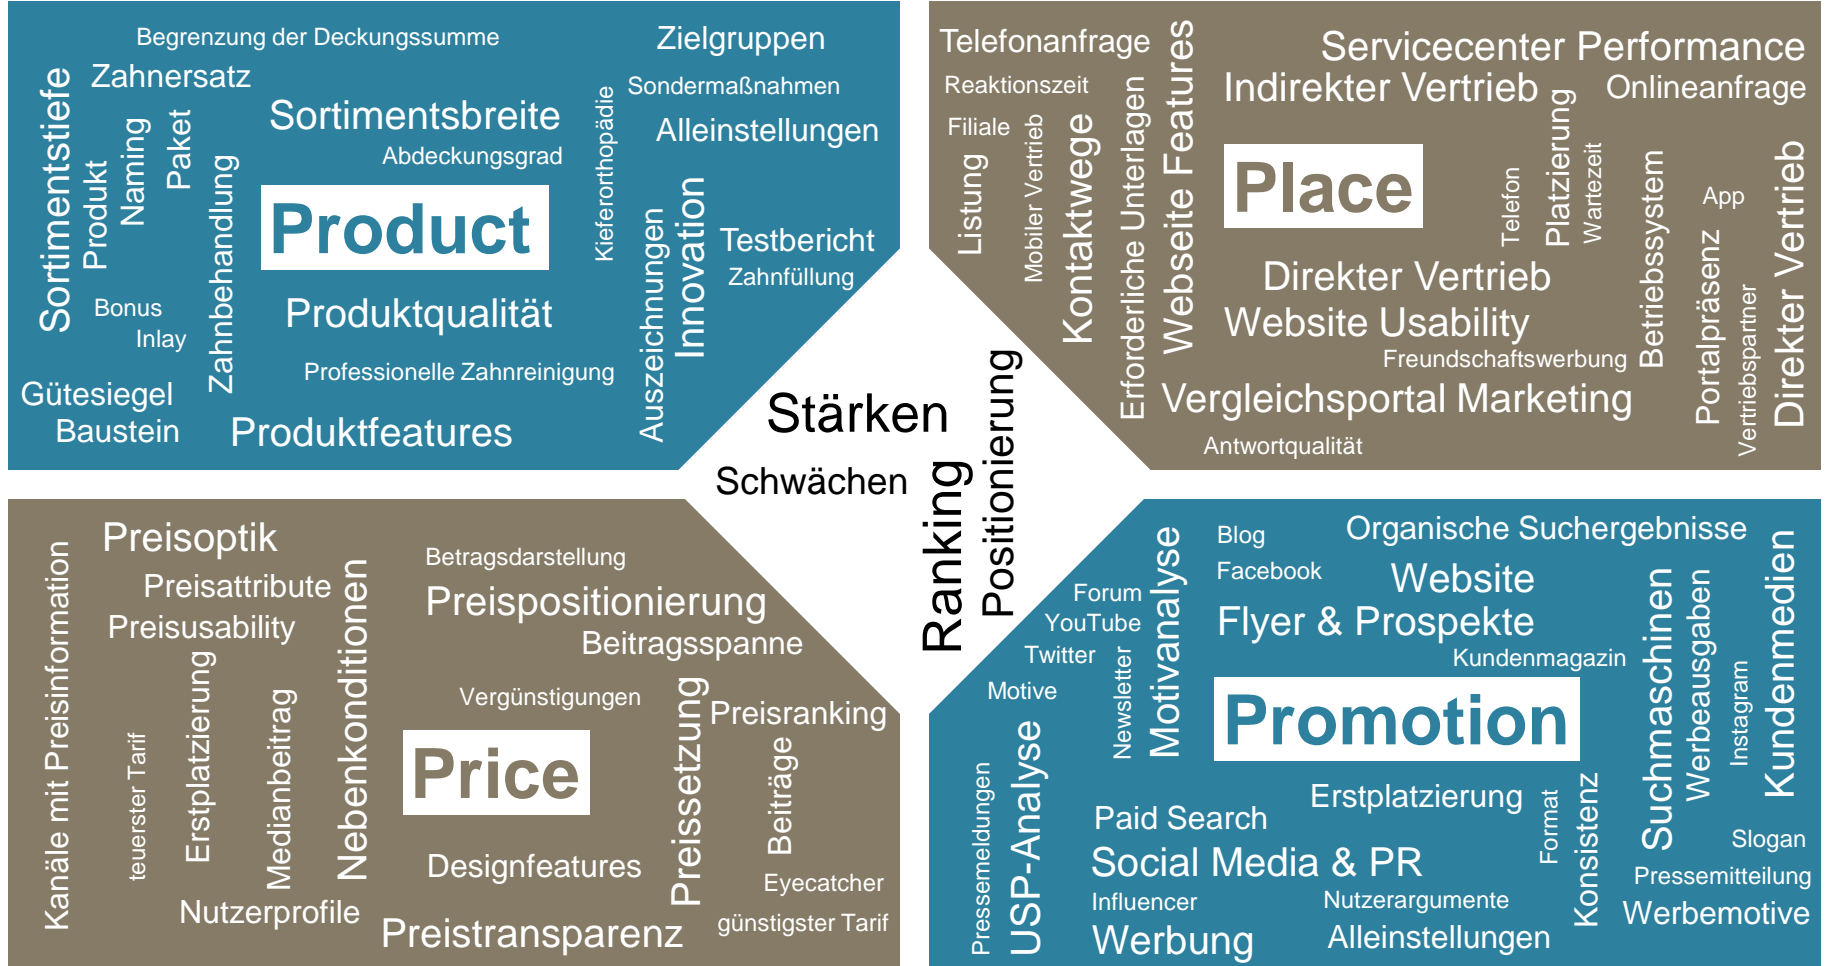 Begrenzung der Deckungssumme
Zielgruppen
Zahnersatz
Sondermaßnahmen
Sortimentsbreite
Alleinstellungen
Abdeckungsgrad
Sortimentstiefe
Produkt
Naming
Paket
Zahnbehandlung
Kieferorthopädie
Product
Auszeichnungen
Innovation
Testbericht
Zahnfüllung
Bonus
Inlay
Produktqualität
Professionelle Zahnreinigung
Gütesiegel
Baustein
Produktfeatures
Telefonanfrage
Servicecenter Performance
Reaktionszeit
Indirekter Vertrieb
Onlineanfrage
Filiale
Listung
Mobiler Vertrieb
Kontaktwege
Erforderliche Unterlagen
Webseite Features
Place
Telefon
Platzierung
Wartezeit
Betriebssystem
App
Portalpräsenz
Vertriebspartner
Direkter Vertrieb
Direkter Vertrieb
Website Usability
Freundschaftswerbung
Vergleichsportal Marketing
Antwortqualität
Stärken
Schwächen
Ranking
Positionierung
Kanäle mit Preisinformation
Preisoptik
Preisattribute
Preisusability
Nebenkonditionen
Betragsdarstellung
Preispositionierung
Beitragsspanne
Vergünstigungen
teuerster Tarif
Erstplatzierung
Medianbeitrag
Price
Preissetzung
Preisranking
Beiträge
Designfeatures
Eyecatcher
Nutzerprofile
Preistransparenz
günstigster Tarif
Blog
Organische Suchergebnisse
Facebook
Website
Forum
YouTube
Flyer & Prospekte
Twitter
Kundenmagazin
Motive
Newsletter
Motivanalyse
Promotion
Suchmaschinen
Werbeausgaben
Instagram
Kundenmedien
Pressemeldungen
USP-Analyse
Erstplatzierung
Paid Search
Format
Konsistenz
Slogan
Social Media & PR
Pressemitteilung
Influencer
Nutzerargumente
Werbemotive
Werbung
Alleinstellungen